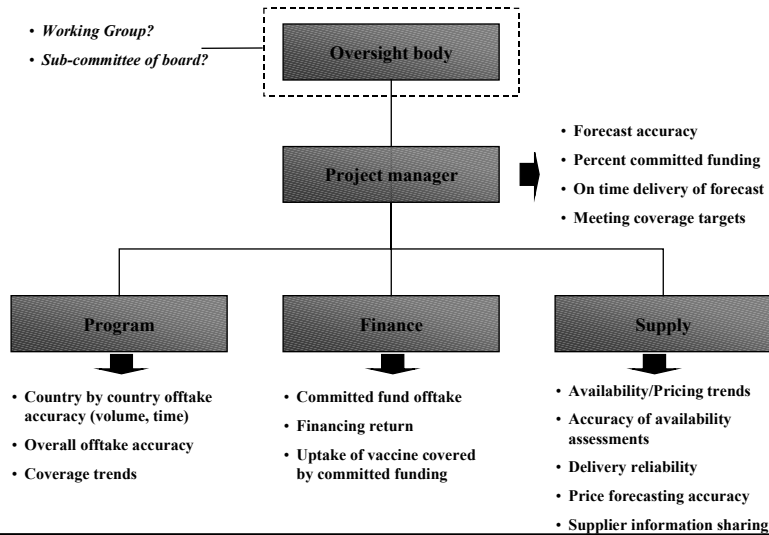 • Working Group?
• Sub-committee of board?
Oversight body
Project manager
• Forecast accuracy
• Percent committed funding
• On time delivery of forecast
• Meeting coverage targets
Program
• Country by country offtake
accuracy (volume, time)
• Overall offtake accuracy
• Coverage trends
Finance
• Committed fund offtake
• Financing return
• Uptake of vaccine covered
by committed funding
Supply
• Availability/Pricing trends
• Accuracy of availability
assessments
• Delivery reliability
• Price forecasting accuracy
• Supplier information sharing